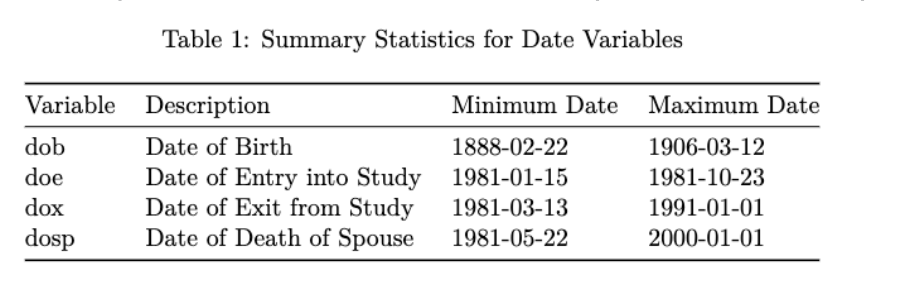 Table 1: Summary Statistics for Date Variables
Variable Description Minimum Date Maximum Date
dob Date of Birth 1888-02-22 1906-03-12
doe Date of Entry into Study 1981-01-15 1981-10-23
dox Date of Exit from Study 1981-03-13 1991-01-01
dosp Date of Death of Spouse 1981-05-22 2000-01-01